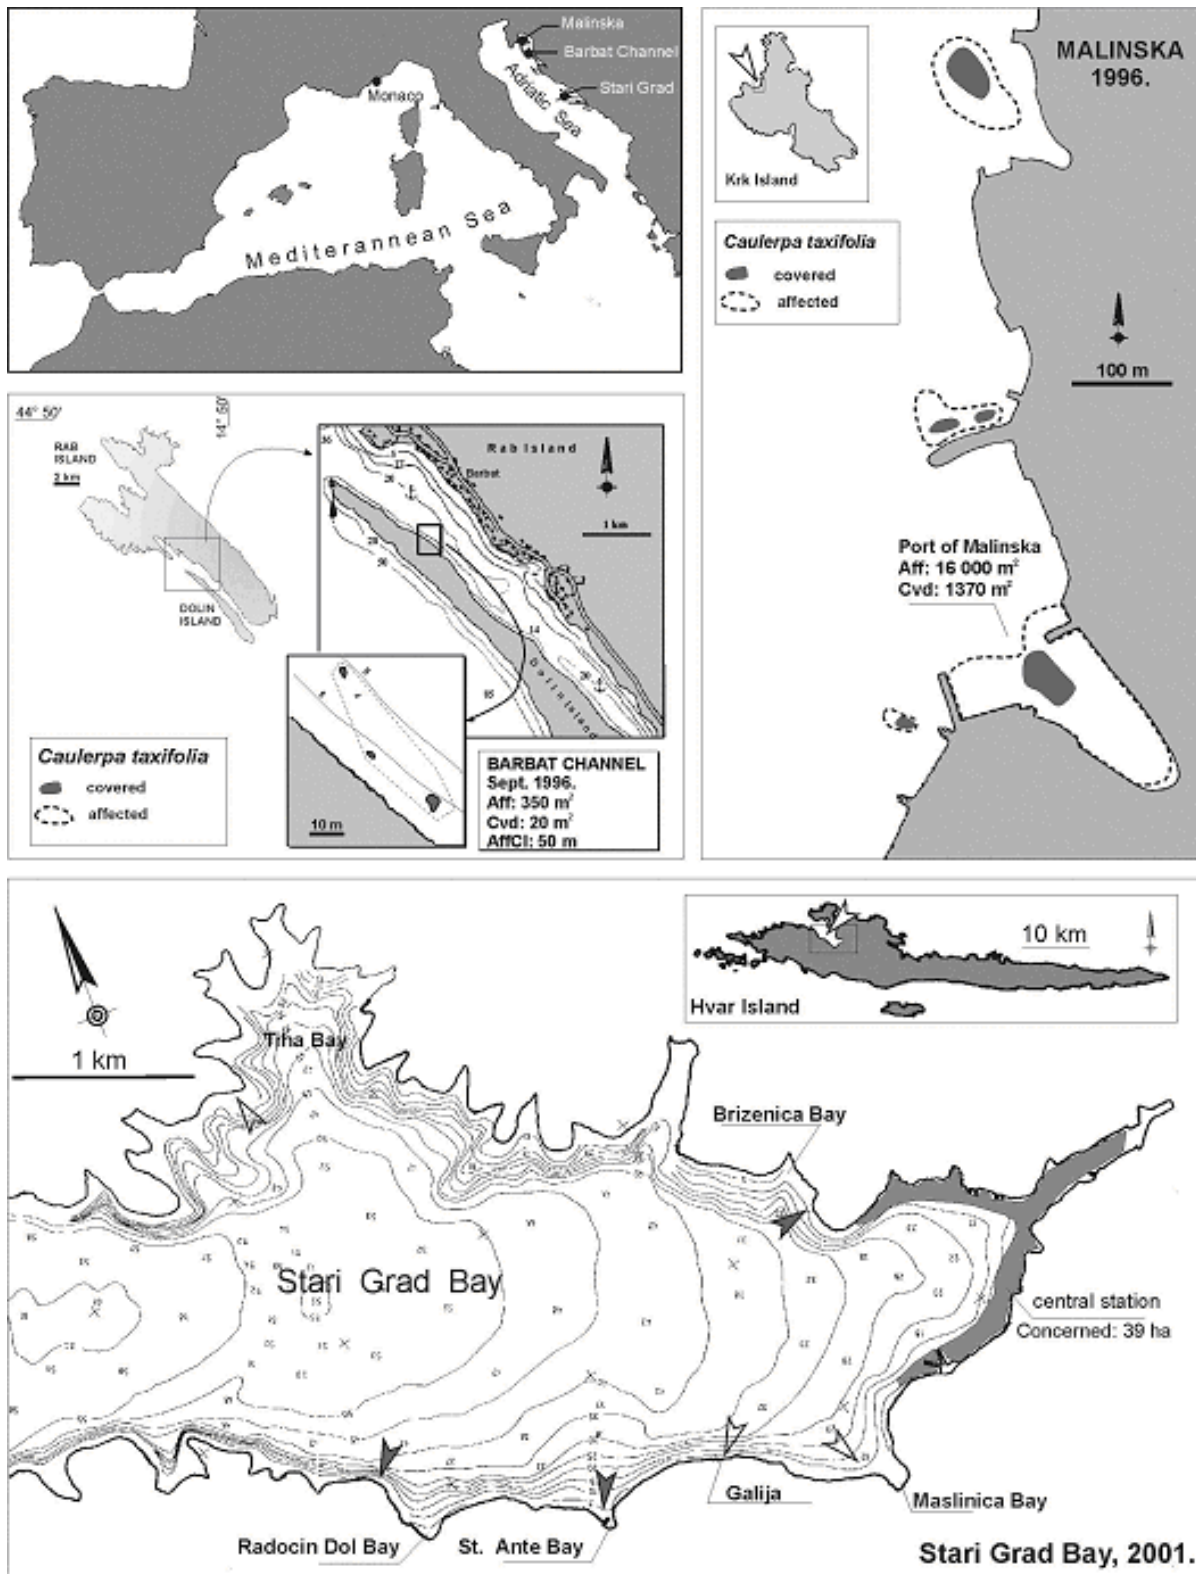 Malinska
Barbat Channel
Stari Grad
Monaco
Adriatic Sea
Mediterannean Sea
MALINSKA
1996.
Krk Island
Caulerpa taxifolia
covered
affected
100 m
Port of Malinska
Aff: 16 000 m²
Cvd: 1370 m²
44° 50'
14° 50'
RAB
ISLAND
2 km
DOLIN
ISLAND
Rab Island
Barbat
1 km
Dolin Island
10 m
Caulerpa taxifolia
covered
affected
BARBAT CHANNEL
Sept. 1996.
Aff: 350 m²
Cvd: 20 m²
AffCl: 50 m
1 km
Tiha Bay
Hvar Island
10 km
Brizenica Bay
Stari Grad Bay
central station
Concerned: 39 ha
Galija
Maslinica Bay
Radocin Dol Bay
St. Ante Bay
Stari Grad Bay, 2001.